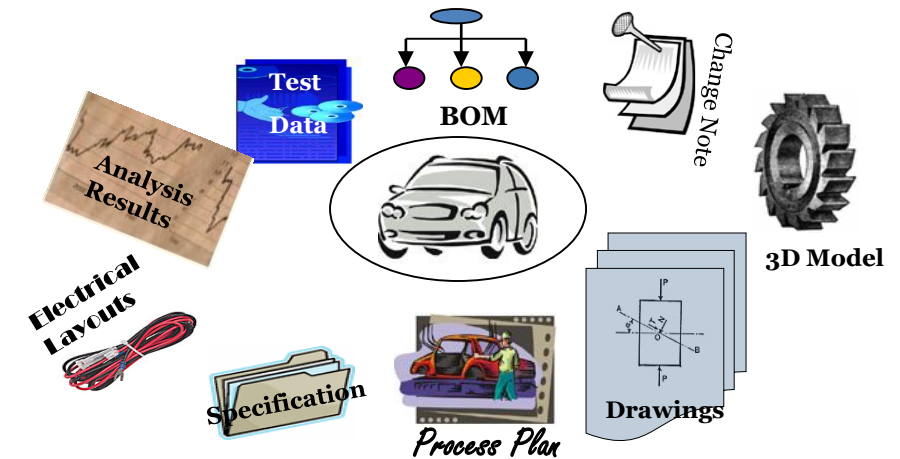 Test
Data
BOM
Change Note
Analysis
Results
3D Model
Electrical
Layouts
P
A
T
N
α
O
B
P
Specification
Process Plan
Drawings